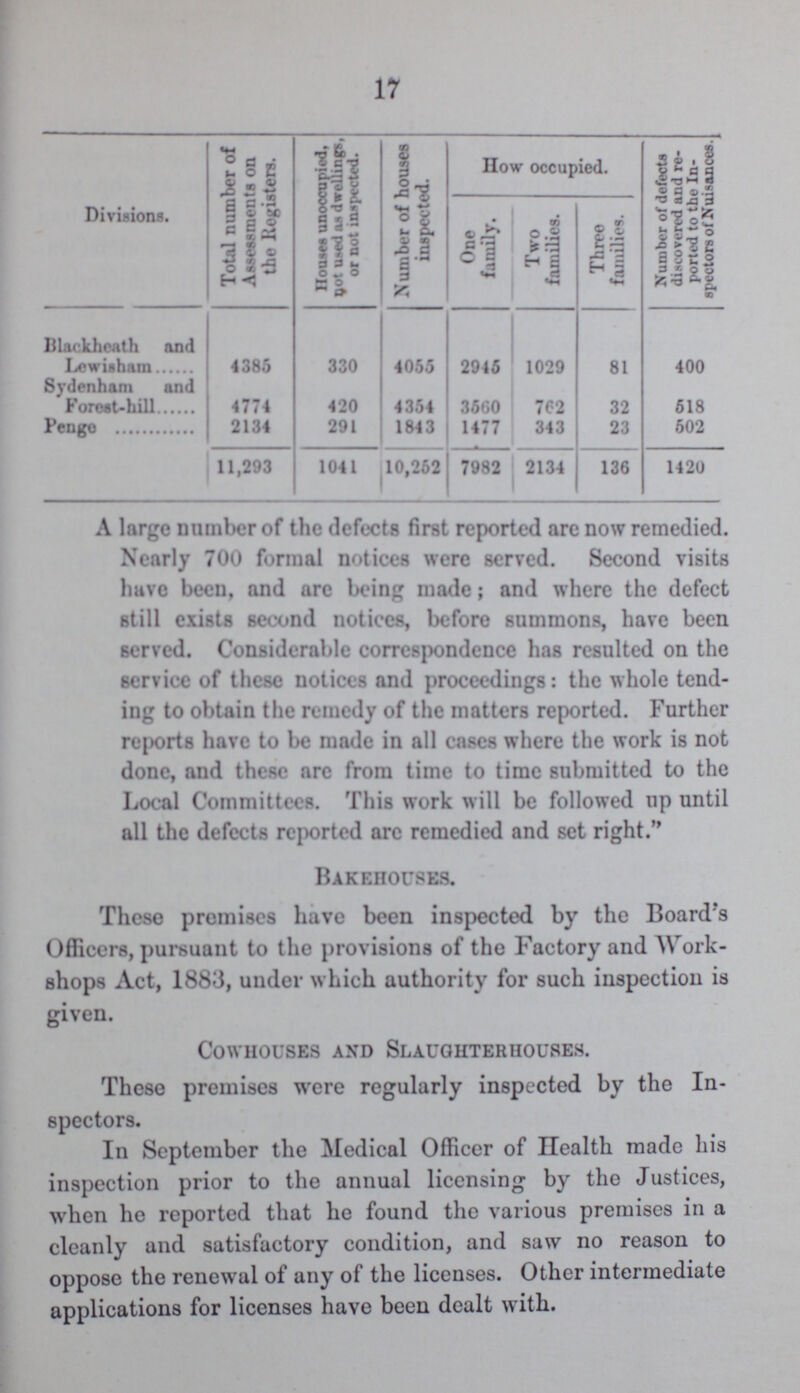 17
Divisions.
Total number of Assessments on the Registers.
Houses unoccupied, not used as dwellings, or not inspected.
Number of houses inspected.
How occupied.
One family.
Two families.
Three families.
Number of defects discovered and reported to the Inspectors of Nuisances.
Blackheath and
Lewisham...... 4385 330 4055 2945 1029 81 400
Sydenham and
Forest-hill...... 4774 420 4354 3560 762 32 518
Penge ............ 2134 291 1843 1477 343 23 502
11,293 1041 10,252 7982 2134 136 1420
A large number of the defects first reported are now remedied.
Nearly 700 formal notices were served. Second visits
have been, and are being made; and where the defect
still exists second notices, before summons, have been
served. Considerable correspondence has resulted on the
service of these notices and proceedings: the whole tend-
ing to obtain the remedy of the matters reported. Further
reports have to be made in all cases where the work is not
done, and these are from time to time submitted to the
Local Committees. This work will be followed up until
all the defects reported are remedied and set right."
BAKEHOUSES.
These premises have been inspected by the Board's
Officers, pursuant to the provisions of the Factory and Work-
shops Act, 1883, under which authority for such inspection is
given.
COWHOUSES AND SLAUGHTERHOUSES.
These premises were regularly inspected by the In-
spectors.
In September the Medical Officer of Health made his
inspection prior to the annual licensing by the Justices,
when he reported that he found the various premises in a
cleanly and satisfactory condition, and saw no reason to
oppose the renewal of any of the licenses. Other intermediate
applications for licenses have been dealt with.